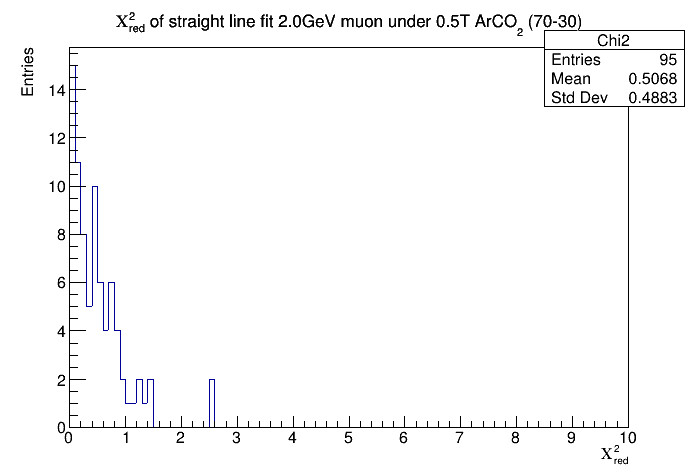 X²red of straight line fit 2.0GeV muon under 0.5T ArCO₂ (70-30)
Chi2
Entries 95
Mean 0.5068
Std Dev 0.4883
Entries
14
12
10
8
6
4
2
0
0 1 2 3 4 5 6 7 8 9 10
X²red